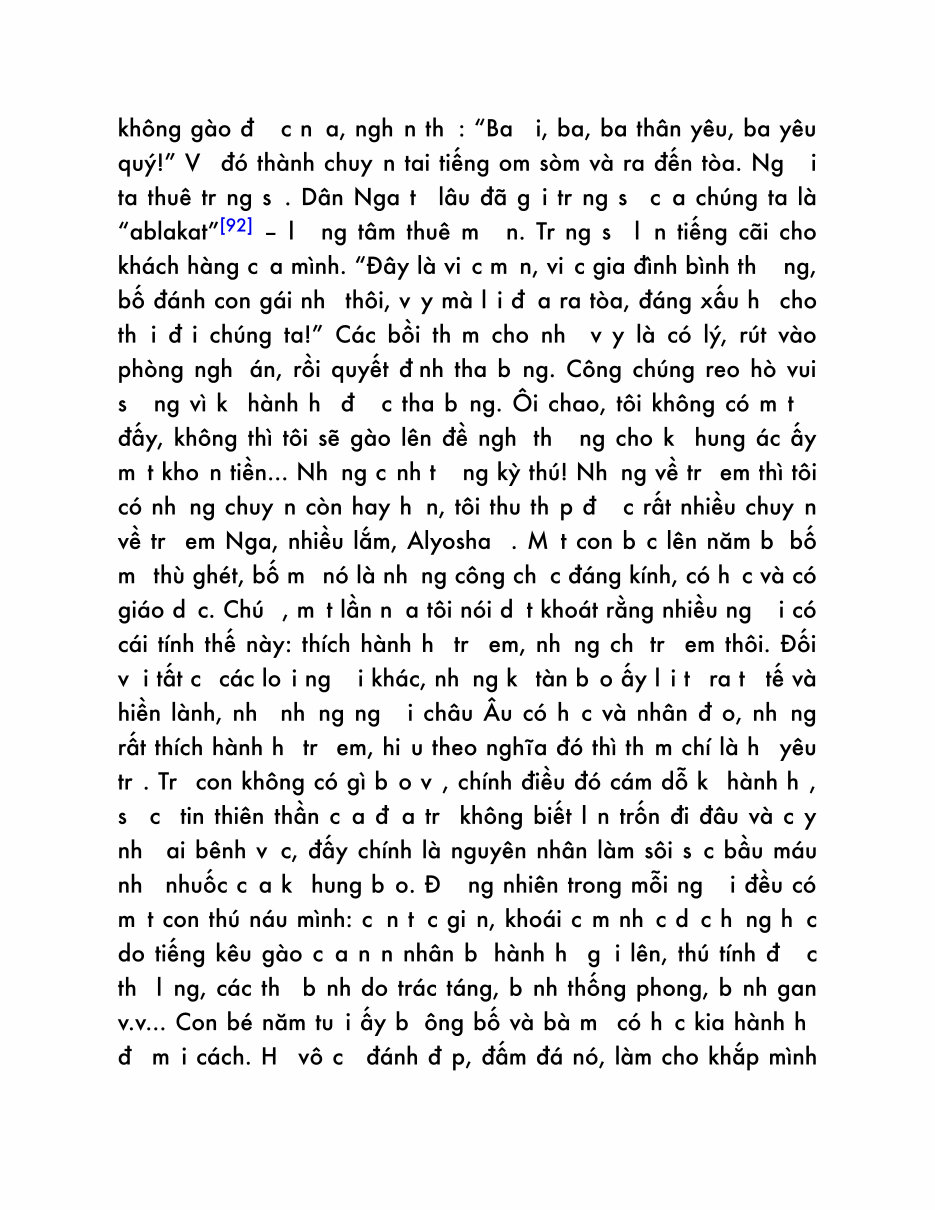 không gào đ  c n a, ngh n th : “Ba  i, ba, ba thân yêu, ba yêu
quý!” V  đó thành chuy n tai tiếng om sòm và ra đến tòa. Ng  i
ta thuê tr ng s . Dân Nga t  lâu đã g i tr ng s  c a chúng ta là
“ablakat”[92] – l  ng tâm thuê m  n. Tr ng s  l n tiếng cãi cho
khách hàng c a mình. “Đây là vi c m n, vi c gia đình bình th  ng,
bố đánh con gái nh  thôi, v y mà l i đ a ra tòa, đáng xấu h  cho
th i đ i chúng ta!” Các bồi th m cho nh  v y là có lý, rút vào
phòng ngh  án, rồi quyết đ nh tha b ng. Công chúng reo hò vui
s  ng vì k  hành h  đ  c tha b ng. Ôi chao, tôi không có m t
đấy, không thì tôi sẽ gào lên đề ngh  th  ng cho k  hung ác ấy
m t kho n tiền... Nh ng c nh t  ng kỳ thú! Nh ng về tr  em thì tôi
có nh ng chuy n còn hay h n, tôi thu th p đ  c rất nhiều chuy n
về tr  em Nga, nhiều lắm, Alyosha  . M t con b c lên năm b  bố
m  thù ghét, bố m  nó là nh ng công ch c đáng kính, có h c và có
giáo d c. Chú  , m t lần n a tôi nói d t khoát rằng nhiều ng  i có
cái tính thế này: thích hành h  tr  em, nh ng ch  tr  em thôi. Đối
v i tất c  các lo i ng  i khác, nh ng k  tàn b o ấy l i t  ra t  tế và
hiền lành, nh  nh ng ng  i châu Âu có h c và nhân đ o, nh ng
rất thích hành h  tr  em, hi u theo nghĩa đó thì th m chí là h  yêu
tr . Tr  con không có gì b o v , chính điều đó cám dỗ k  hành h ,
s  c  tin thiên thần c a đ a tr  không biết l n trốn đi đâu và c y
nh  ai bênh v c, đấy chính là nguyên nhân làm sôi s c bầu máu
nh  nhuốc c a k  hung b o. Đ  ng nhiên trong mỗi ng  i đều có
m t con thú náu mình: c n t c gi n, khoái c m nh c d c h ng h c
do tiếng kêu gào c a n n nhân b  hành h  g i lên, thú tính đ  c
th  l ng, các th  b nh do trác táng, b nh thống phong, b nh gan
v.v... Con bé năm tu i ấy b  ông bố và bà m  có h c kia hành h
đ  m i cách. H  vô c  đánh đ p, đấm đá nó, làm cho khắp mình